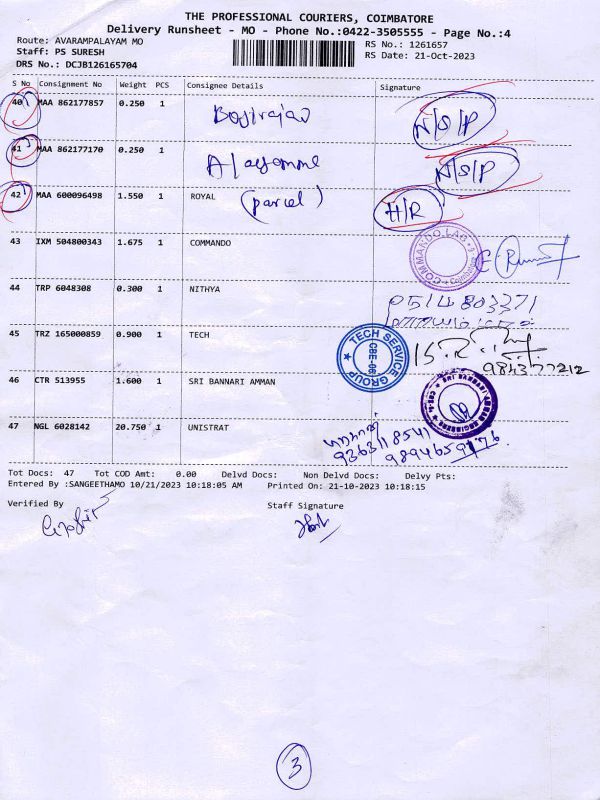 THE PROFESSIONAL COURIERS, COIMBATORE
Delivery Runsheet - MO - Phone No.:0422-3505555 - Page No.:4
Route: AVARAMPALAYAM MO
RS No.: 1261657
Staff: PS SURESH
RS Date: 21-Oct-2023
DRS No.: DCJB126165704
S No Consignment No Weight PCS Consignee Details Signature
40 MAA 862177857 0.250 1 N/S/P
41 MAA 862177170 0.250 1 N/S/P
42 MAA 600096498 1.550 1 ROYAL (parcel) H/R
43 IXM 504800343 1.675 1 COMMANDO
44 TRP 6048308 0.300 1 NITHYA
45 TRZ 165000859 0.900 1 TECH
TECH SERVICE GROUP
CBE-06
46 CTR 513955 1.600 1 SRI BANNARI AMMAN
47 NGL 6028142 20.750 1 UNISTRAT
Tot Docs: 47 Tot COD Amt: 0.00 Delvd Docs: Non Delvd Docs: Delvy Pts:
Entered By :SANGEETHAMO 10/21/2023 10:18:05 AM Printed On: 21-10-2023 10:18:15
Verified By Staff Signature
3